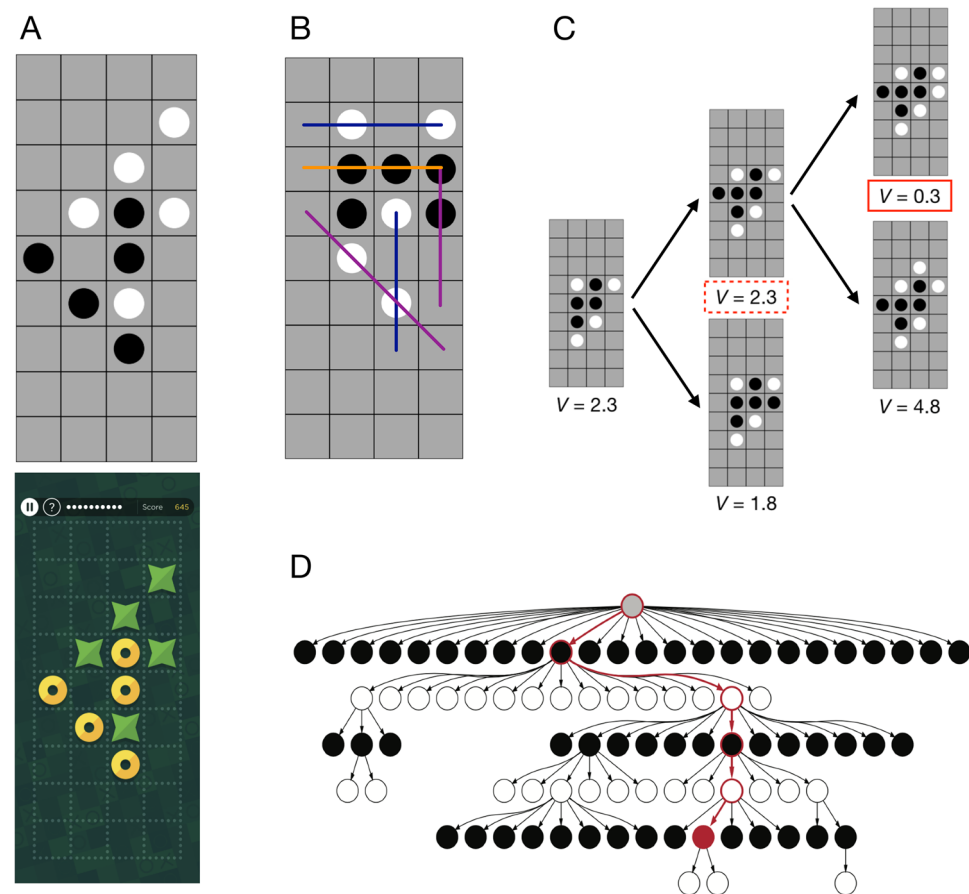 A
B
C
V = 0.3
V = 2.3
V = 2.3
V = 4.8
V = 1.8
? Score 645
D